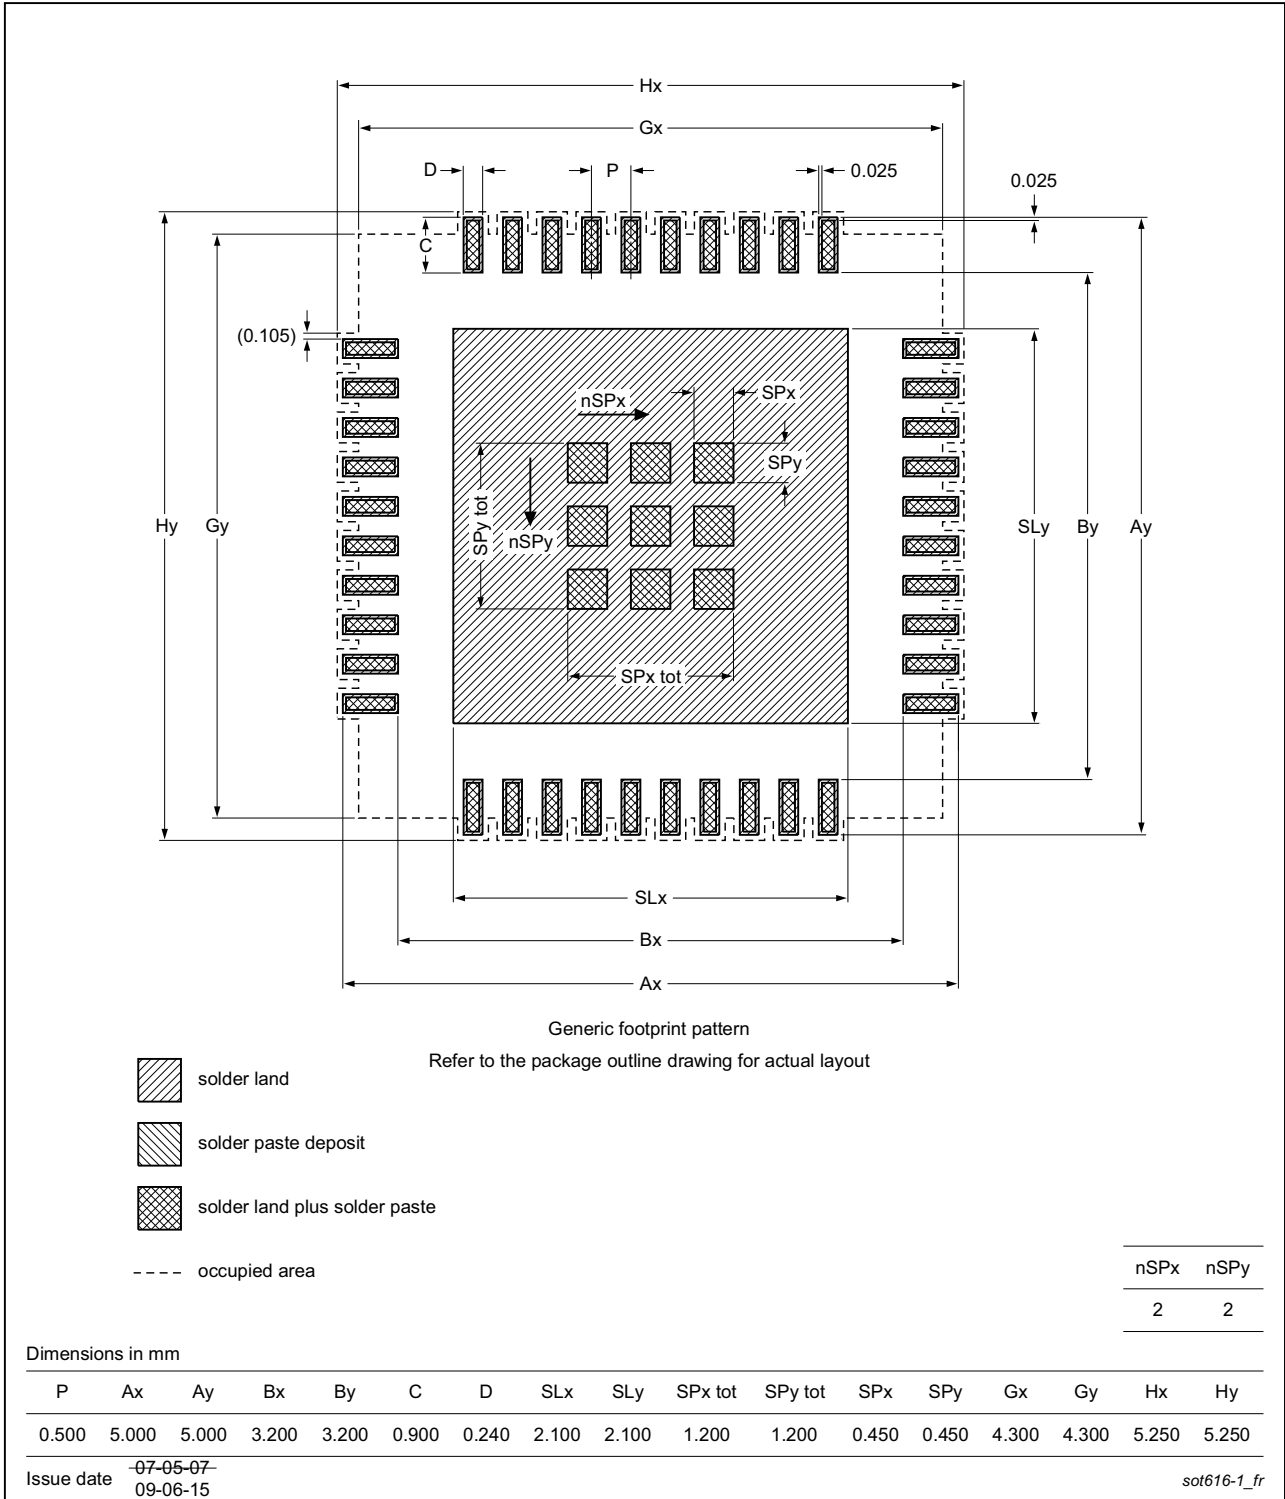 Hx
Gx
D
P
0.025
0.025
C
(0.105)
nSPx
SPx
SPy
SPy tot
nSPy
Hy
Gy
SLy
By
Ay
SPx tot
SLx
Bx
Ax
Generic footprint pattern
Refer to the package outline drawing for actual layout
solder land
solder paste deposit
solder land plus solder paste
occupied area
nSPx nSPy
2 2
Dimensions in mm
P Ax Ay Bx By C D SLx SLy SPx tot SPy tot SPx SPy Gx Gy Hx Hy
0.500 5.000 5.000 3.200 3.200 0.900 0.240 2.100 2.100 1.200 1.200 0.450 0.450 4.300 4.300 5.250 5.250
Issue date 07-05-07
09-06-15
sot616-1_fr